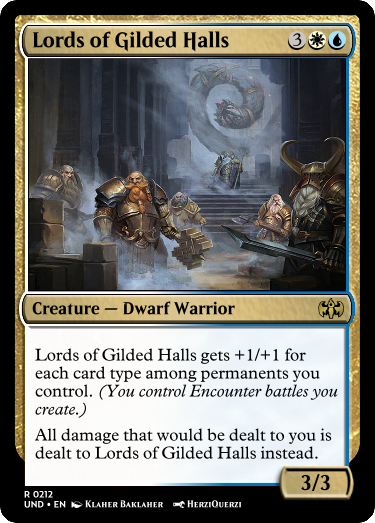 Lords of Gilded Halls 3
Creature — Dwarf Warrior
Lords of Gilded Halls gets +1/+1 for
each card type among permanents you
control. (You control Encounter battles you
create.)
All damage that would be dealt to you is
dealt to Lords of Gilded Halls instead.
3/3
R 0212
UND • EN Klaher Baklaher HerziQuerzi